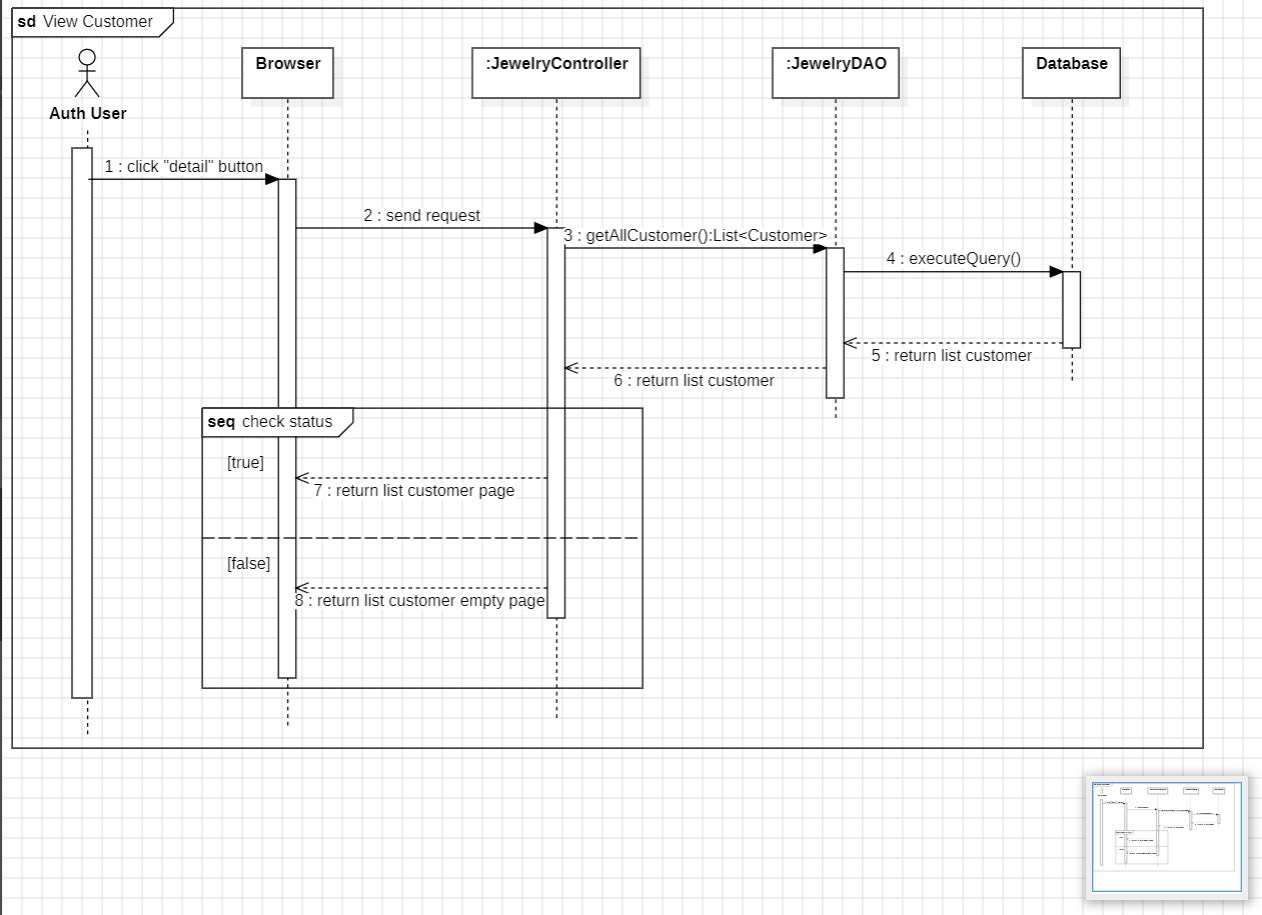 sd View Customer
Auth User
Browser
:JewelryController
:JewelryDAO
Database
1 : click "detail" button
2 : send request
3 : getAllCustomer():List<Customer>
4 : executeQuery()
5 : return list customer
6 : return list customer
seq check status
[true]
7 : return list customer page
[false]
8 : return list customer empty page